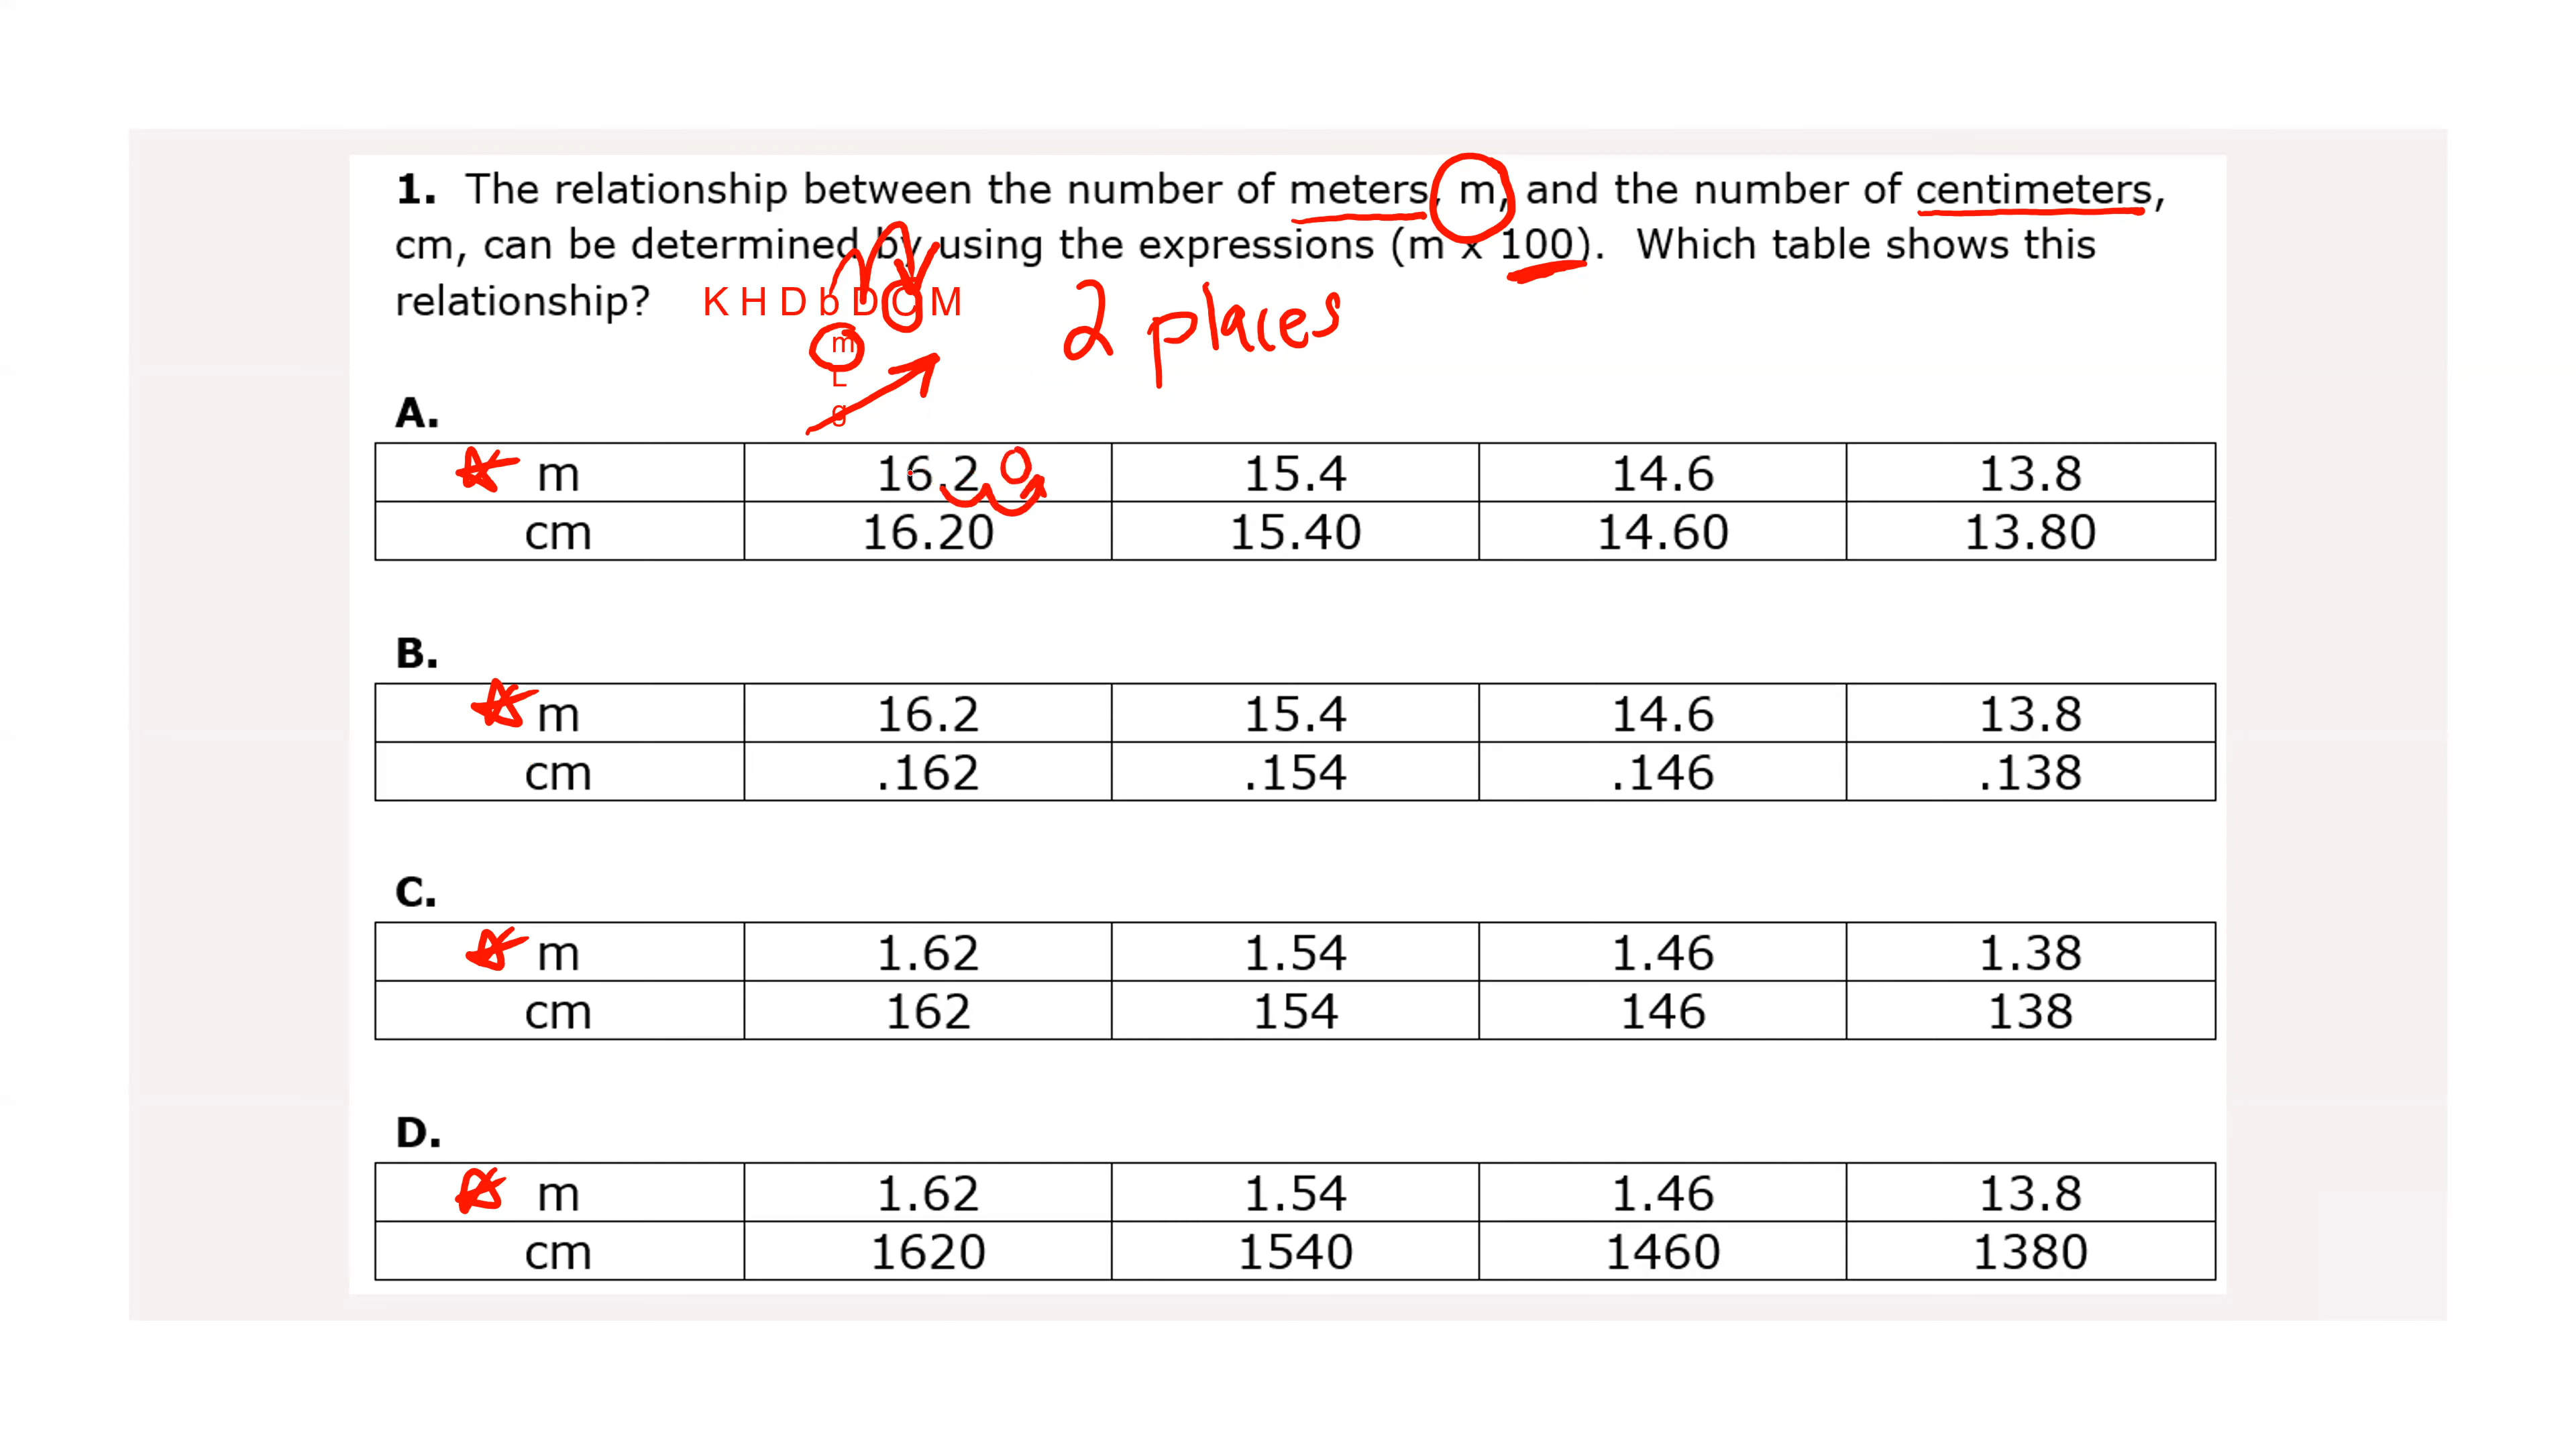 1. The relationship between the number of meters, m, and the number of centimeters,
cm, can be determined by using the expressions (m x 100). Which table shows this
relationship? K H D b D C M
m
L
g
2 places
A.
m 16.2 0 15.4 14.6 13.8
cm 16.20 15.40 14.60 13.80
B.
m 16.2 15.4 14.6 13.8
cm .162 .154 .146 .138
C.
m 1.62 1.54 1.46 1.38
cm 162 154 146 138
D.
m 1.62 1.54 1.46 13.8
cm 1620 1540 1460 1380